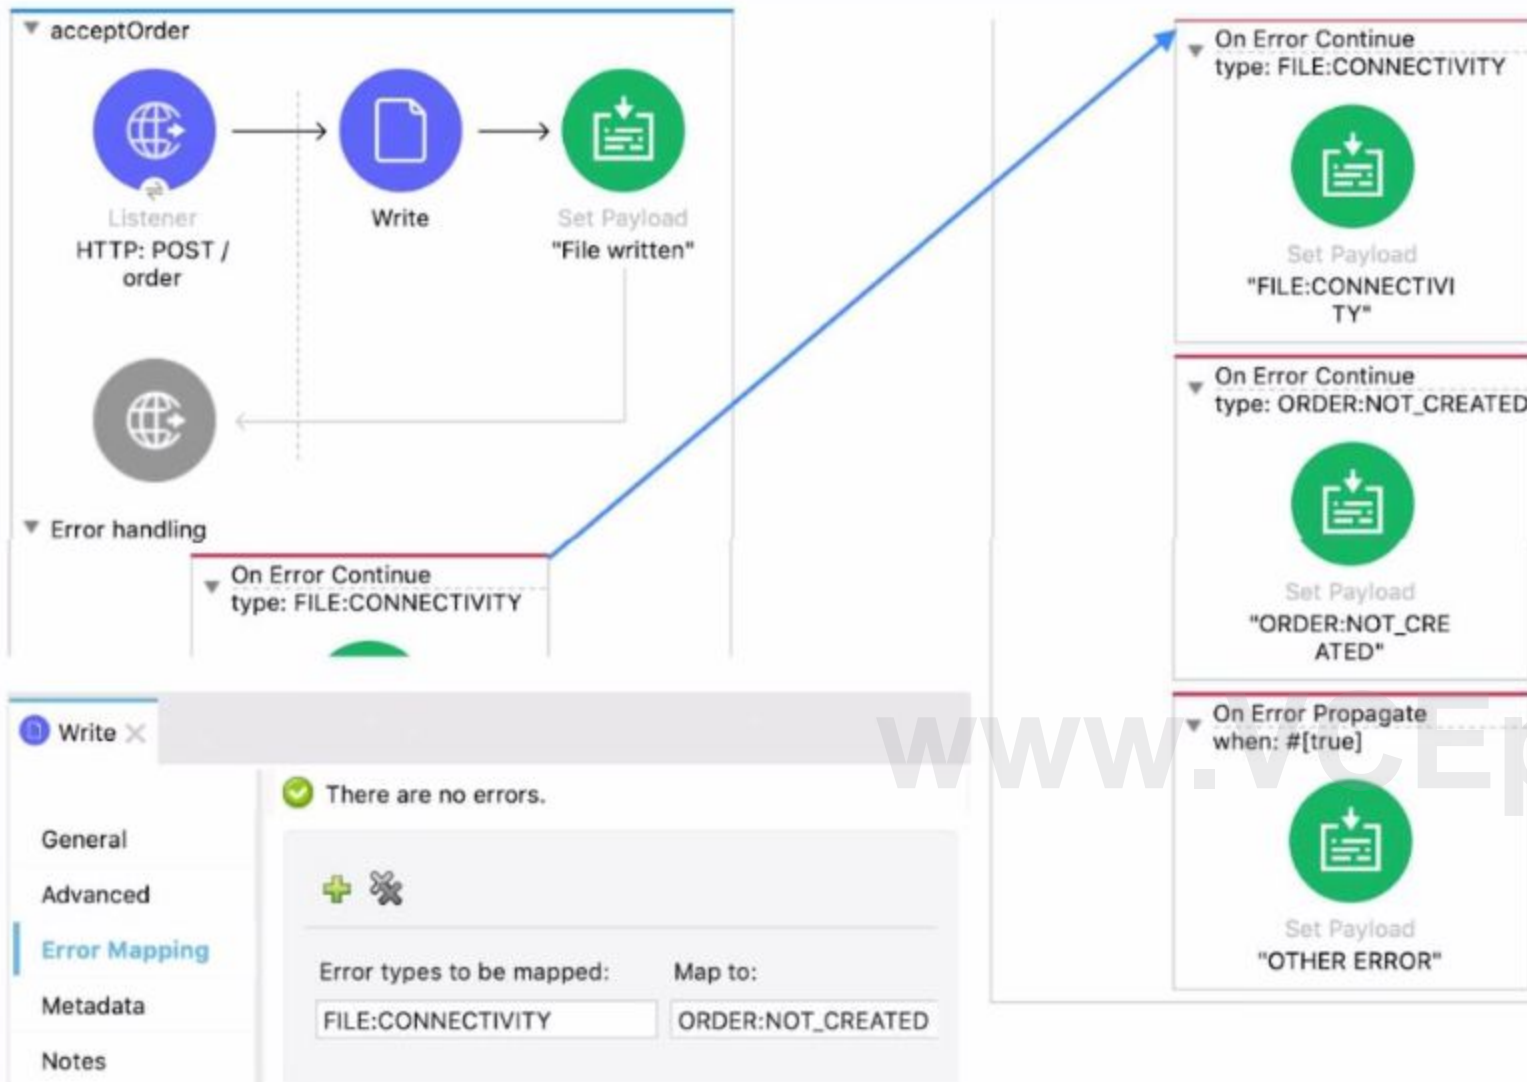 acceptOrder
Listener
HTTP: POST /
order
Write
Set Payload
"File written"
Error handling
On Error Continue
type: FILE:CONNECTIVITY
On Error Continue
type: FILE:CONNECTIVITY
Set Payload
"FILE:CONNECTIVI
TY"
On Error Continue
type: ORDER:NOT_CREATED
Set Payload
"ORDER:NOT_CRE
ATED"
On Error Propagate
when: #[true]
Set Payload
"OTHER ERROR"
www.VCEp
Write
There are no errors.
General
Advanced
Error Mapping
Metadata
Notes
Error types to be mapped:
Map to:
FILE:CONNECTIVITY
ORDER:NOT_CREATED